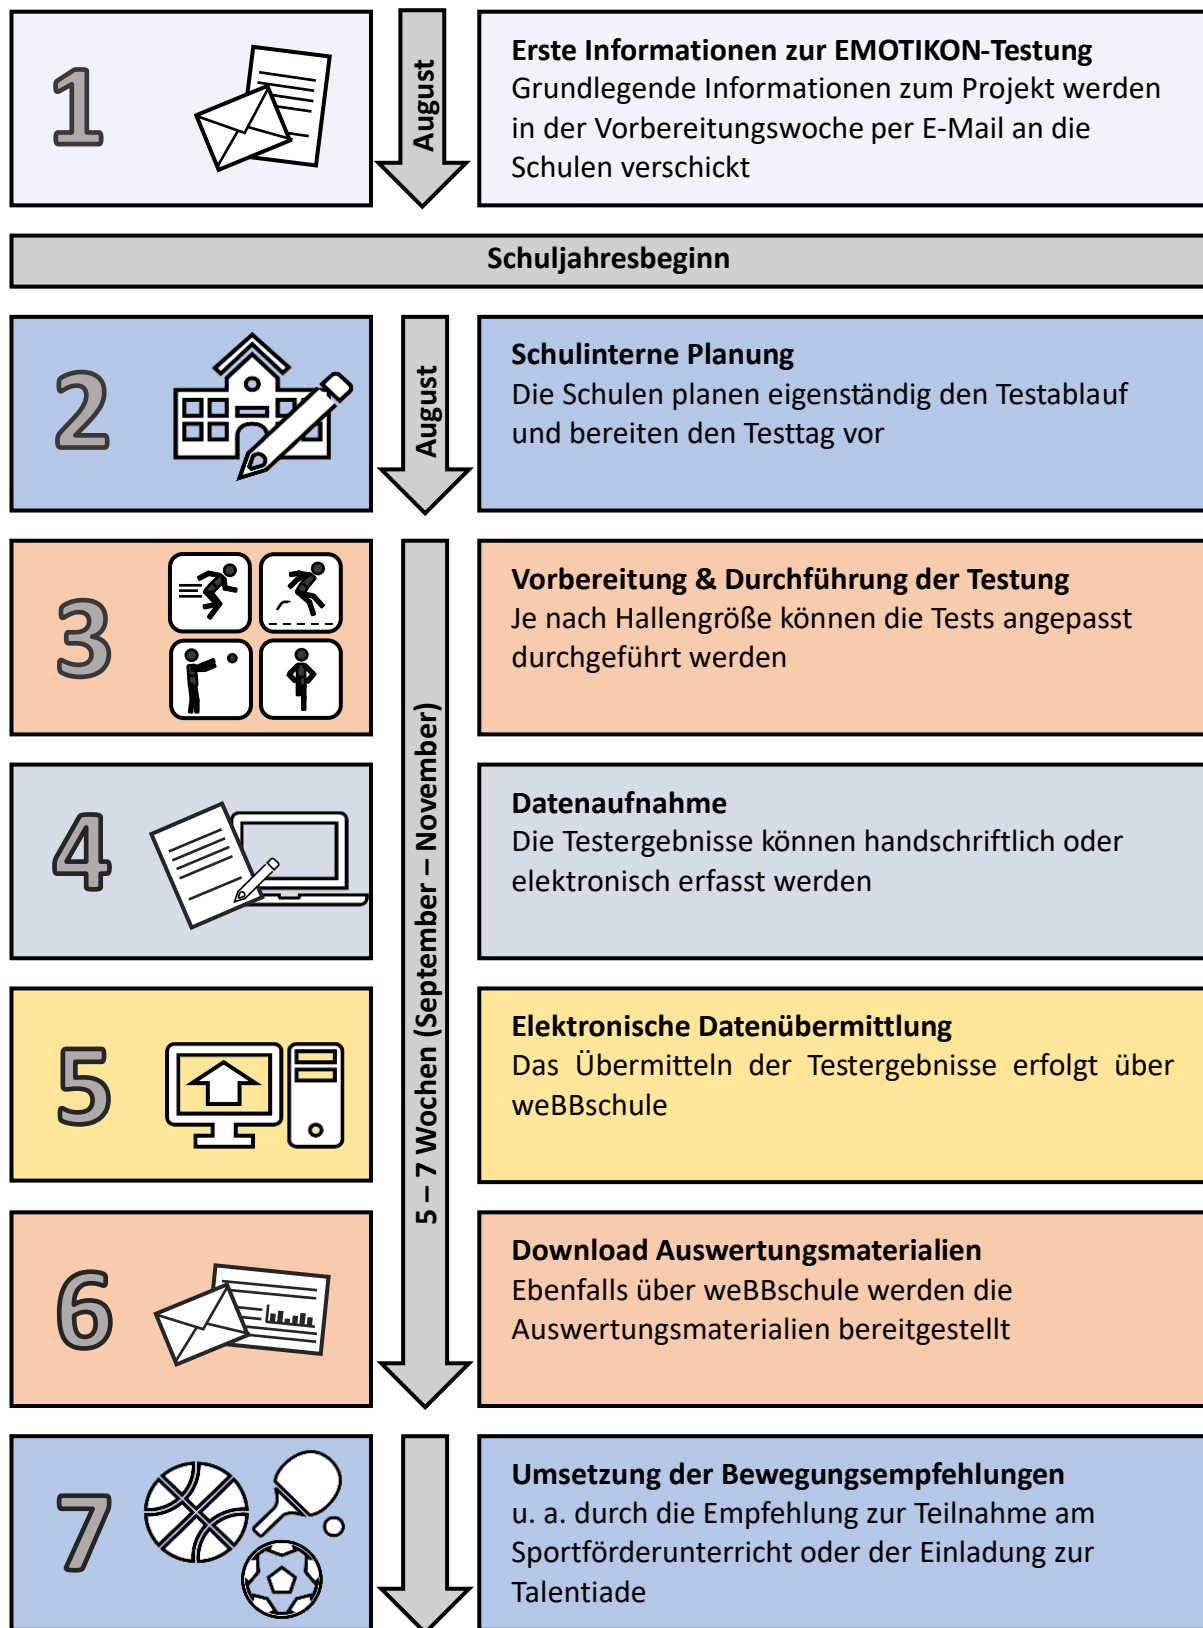 1
August
Erste Informationen zur EMOTIKON-Testung
Grundlegende Informationen zum Projekt werden
in der Vorbereitungswoche per E-Mail an die
Schulen verschickt
Schuljahresbeginn
2
August
Schulinterne Planung
Die Schulen planen eigenständig den Testablauf
und bereiten den Testtag vor
5 – 7 Wochen (September – November)
3
Vorbereitung & Durchführung der Testung
Je nach Hallengröße können die Tests angepasst
durchgeführt werden
4
Datenaufnahme
Die Testergebnisse können handschriftlich oder
elektronisch erfasst werden
5
Elektronische Datenübermittlung
Das Übermitteln der Testergebnisse erfolgt über
weBBschule
6
Download Auswertungsmaterialien
Ebenfalls über weBBschule werden die
Auswertungsmaterialien bereitgestellt
7
Umsetzung der Bewegungsempfehlungen
u. a. durch die Empfehlung zur Teilnahme am
Sportförderunterricht oder der Einladung zur
Talentiade